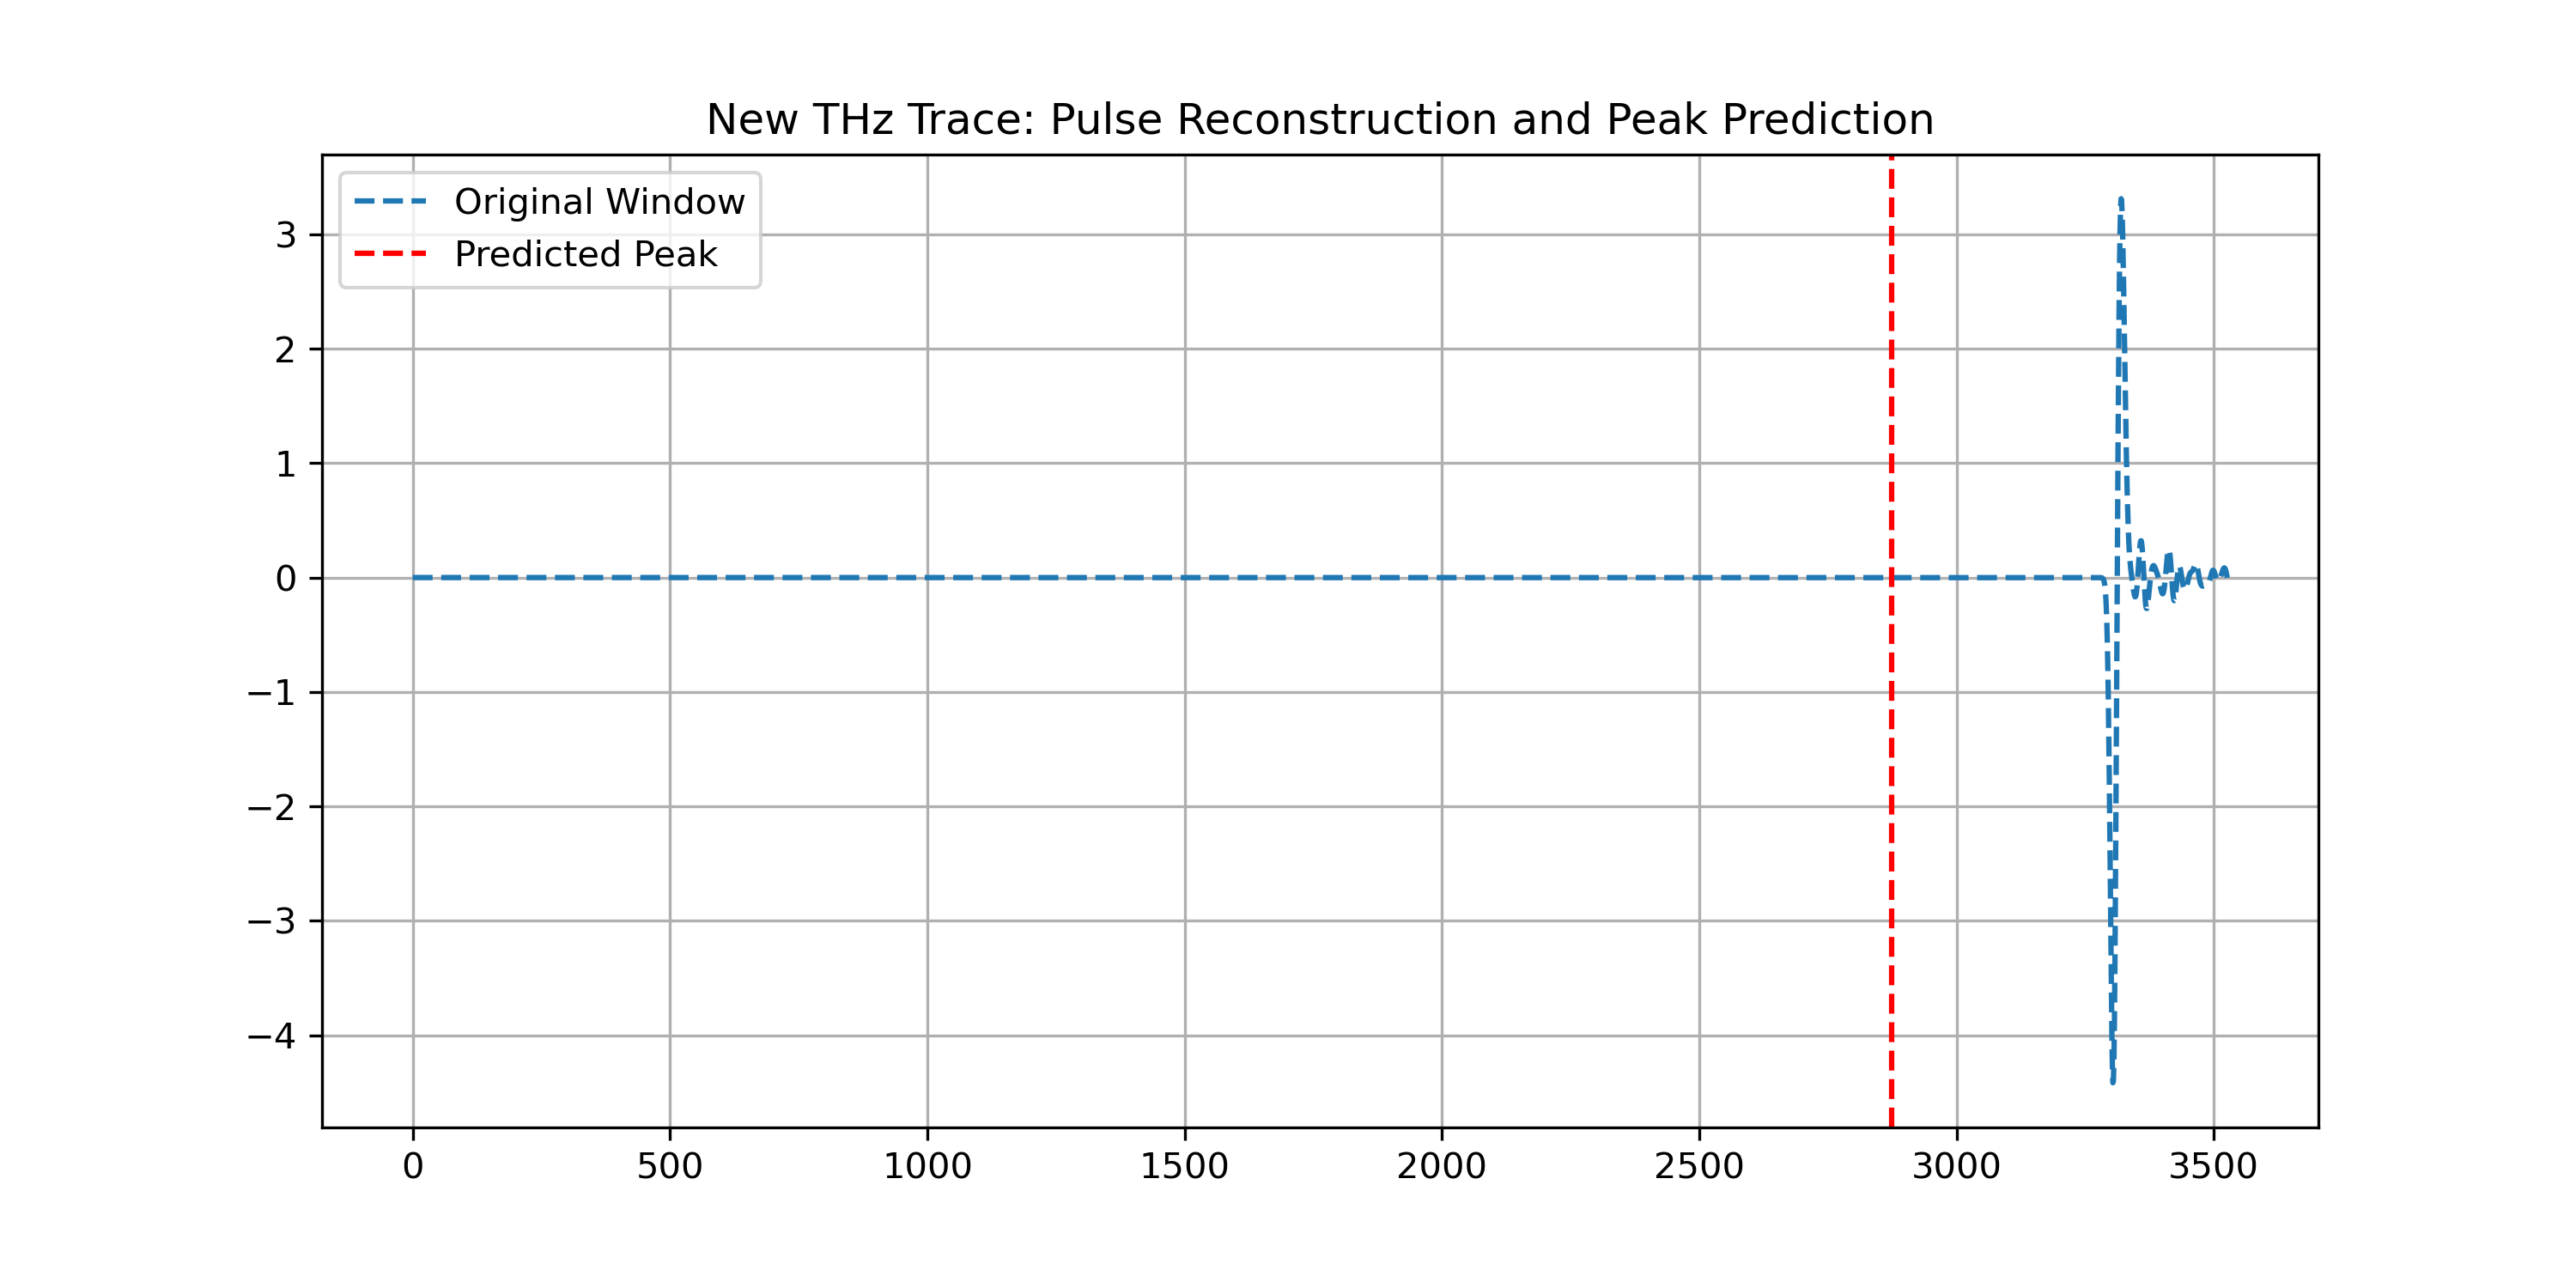 New THz Trace: Pulse Reconstruction and Peak Prediction
Original Window
Predicted Peak
3
2
1
0
−1
−2
−3
−4
0 500 1000 1500 2000 2500 3000 3500